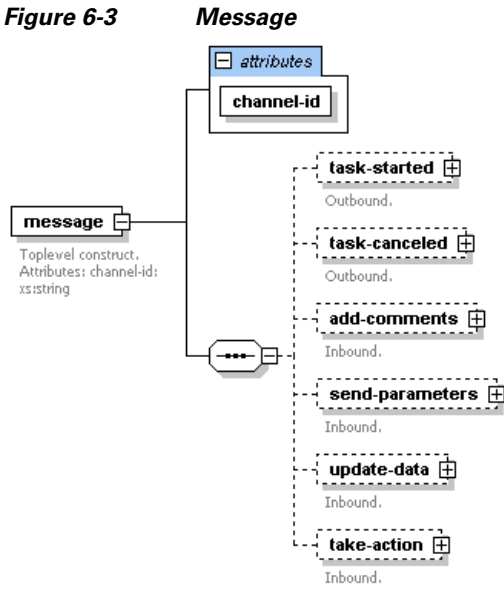 Figure 6-3 Message
attributes
channel-id
message
Toplevel construct.
Attributes: channel-id:
xs:string
task-started
Outbound.
task-canceled
Outbound.
add-comments
Inbound.
send-parameters
Inbound.
update-data
Inbound.
take-action
Inbound.